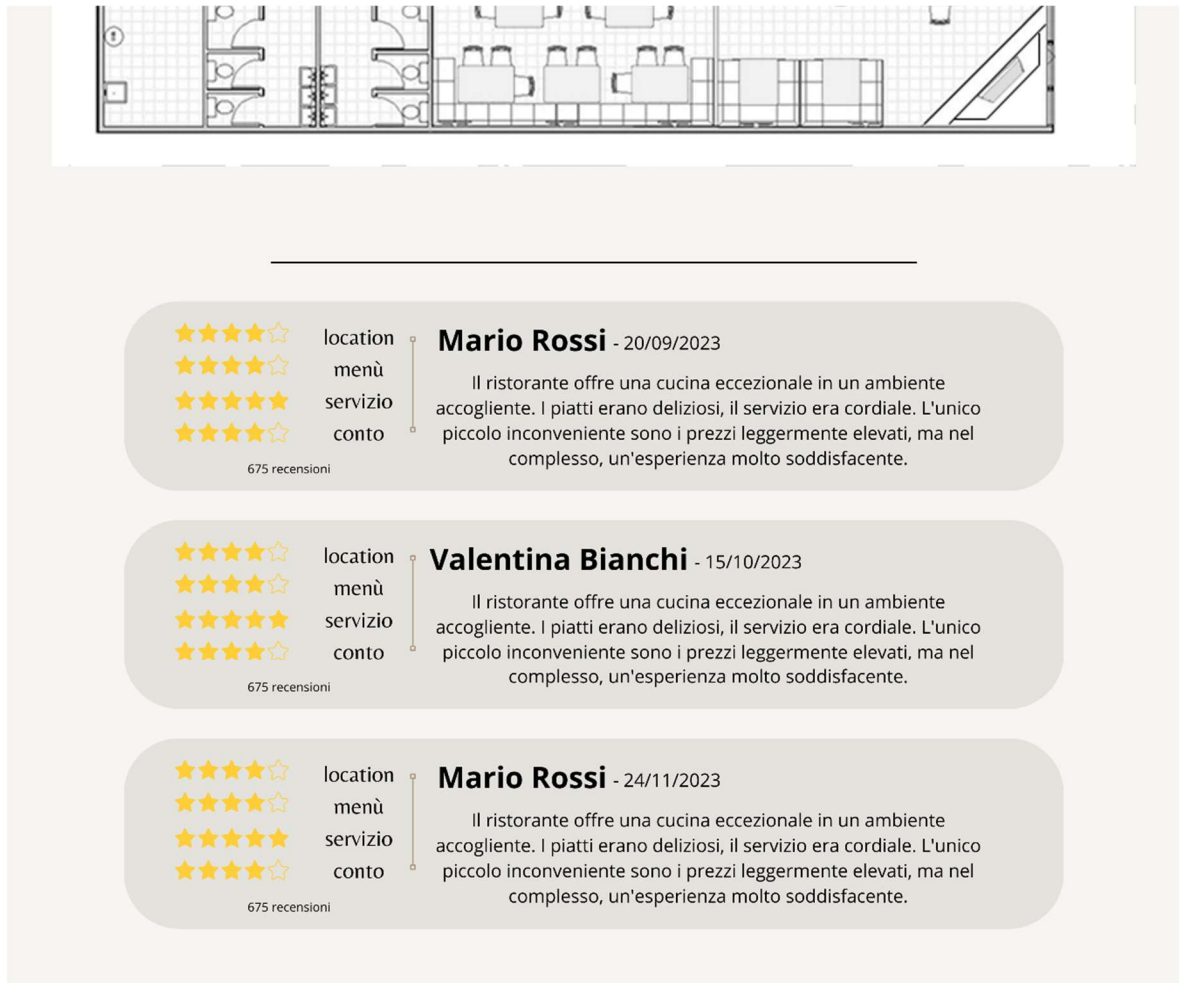 location
menù
servizio
conto
675 recensioni
Mario Rossi - 20/09/2023
Il ristorante offre una cucina eccezionale in un ambiente
accogliente. I piatti erano deliziosi, il servizio era cordiale. L'unico
piccolo inconveniente sono i prezzi leggermente elevati, ma nel
complesso, un'esperienza molto soddisfacente.
location
menù
servizio
conto
675 recensioni
Valentina Bianchi - 15/10/2023
Il ristorante offre una cucina eccezionale in un ambiente
accogliente. I piatti erano deliziosi, il servizio era cordiale. L'unico
piccolo inconveniente sono i prezzi leggermente elevati, ma nel
complesso, un'esperienza molto soddisfacente.
location
menù
servizio
conto
675 recensioni
Mario Rossi - 24/11/2023
Il ristorante offre una cucina eccezionale in un ambiente
accogliente. I piatti erano deliziosi, il servizio era cordiale. L'unico
piccolo inconveniente sono i prezzi leggermente elevati, ma nel
complesso, un'esperienza molto soddisfacente.